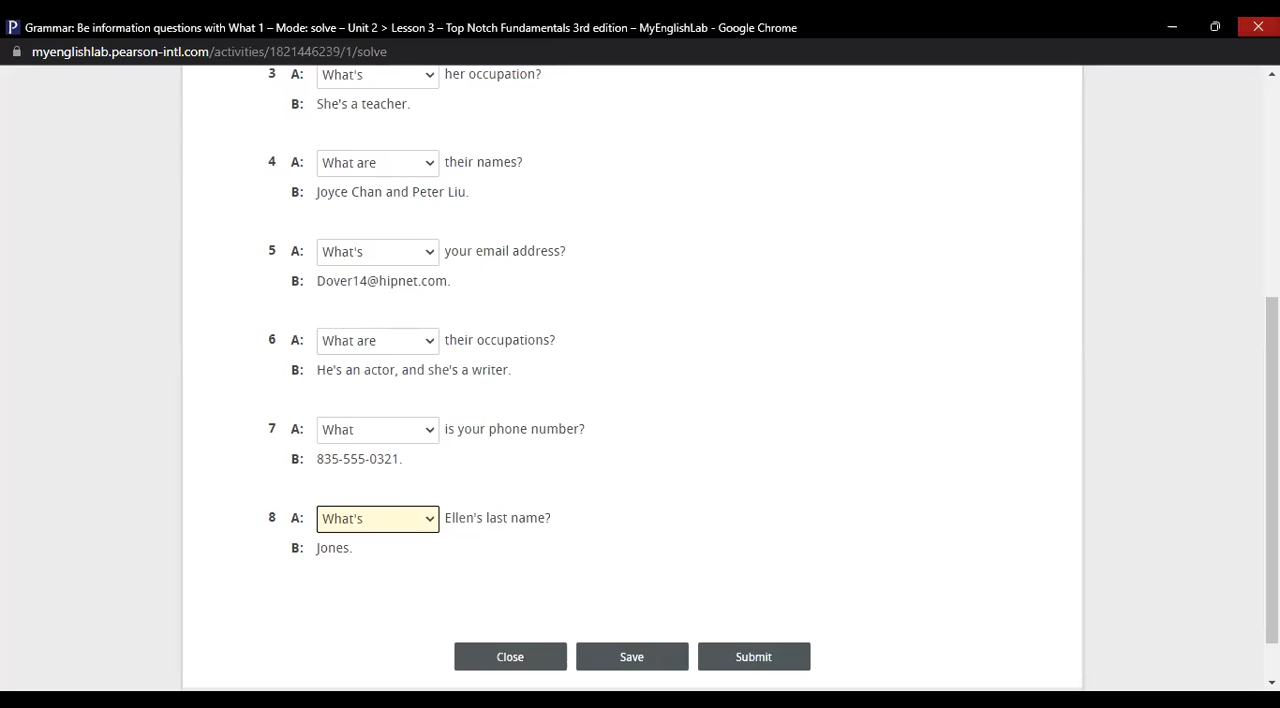 Grammar: Be information questions with What 1 – Mode: solve – Unit 2 > Lesson 3 – Top Notch Fundamentals 3rd edition – MyEnglishLab - Google Chrome
myenglishlab.pearson-intl.com/activities/1821446239/1/solve
3 A: What's her occupation?
B: She's a teacher.
4 A: What are their names?
B: Joyce Chan and Peter Liu.
5 A: What's your email address?
B: Dover14@hipnet.com.
6 A: What are their occupations?
B: He's an actor, and she's a writer.
7 A: What is your phone number?
B: 835-555-0321.
8 A: What's Ellen's last name?
B: Jones.
Close Save Submit